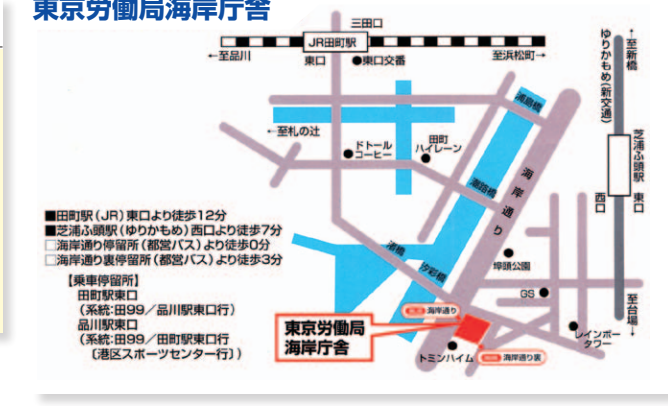 東京労働局海岸庁舎
三田口
JR田町駅
←至品川
東口
●東口交番
至浜松町→
ゆりかもめ(新交通)
←至新橋
芝浦ふ頭駅
西口
東口
至台場→
浦島橋
←至札の辻
ドトール
コーヒー
田町
ハイレーン
海岸通り
潮路橋
渚橋
汐彩橋
埠頭公園
GS
レインボー
タワー
海岸通り
海岸通り裏
トミンハイム
東京労働局
海岸庁舎
■田町駅(JR)東口より徒歩12分
■芝浦ふ頭駅(ゆりかもめ)西口より徒歩7分
□海岸通り停留所(都営バス)より徒歩0分
□海岸通り裏停留所(都営バス)より徒歩3分
【乗車停留所】
田町駅東口
(系統:田99/品川駅東口行)
品川駅東口
(系統:田99/田町駅東口行
〔港区スポーツセンター行〕)